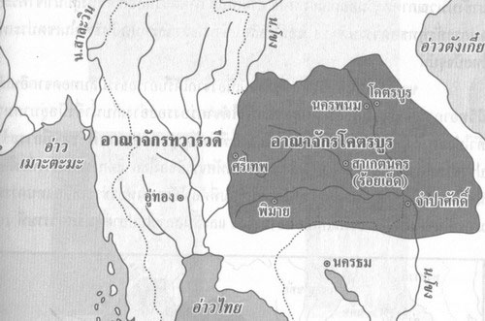 น.สาละวิน
น.โขง
อ่าวตังเกี๋ย
โคตรบูร
นครพนม
อ่าว
เมาะตะมะ
อาณาจักรทวารวดี
อาณาจักรโคตรบูร
ศรีเทพ
สาเกตนคร
(ร้อยเอ็ด)
อู่ทอง
พิมาย
จำปาศักดิ์
นครธม
น.โขง
อ่าวไทย